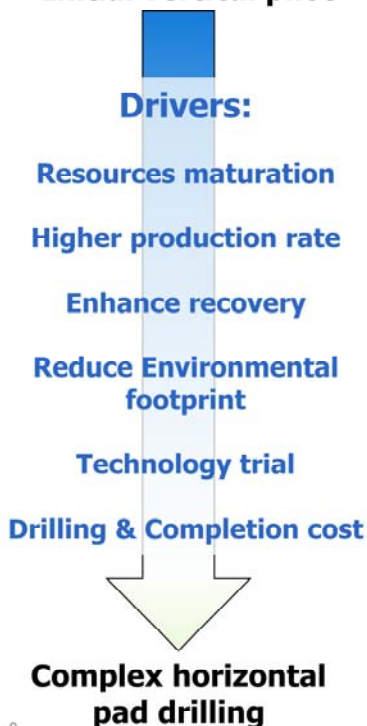 Drivers:
Resources maturation
Higher production rate
Enhance recovery
Reduce Environmental
footprint
Technology trial
Drilling & Completion cost
Complex horizontal
pad drilling